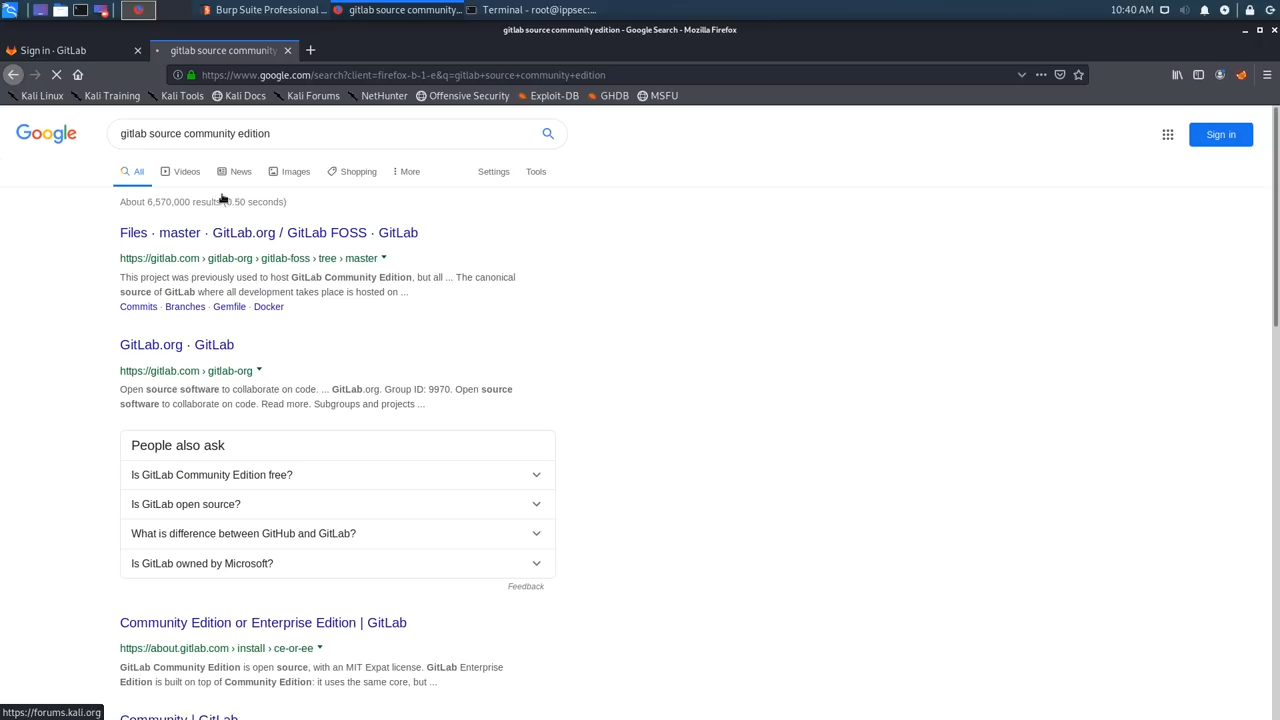 Burp Suite Professional ...
gitlab source community...
Terminal - root@ippsec:...
10:40 AM
gitlab source community edition - Google Search - Mozilla Firefox
Sign in · GitLab
gitlab source community
https://www.google.com/search?client=firefox-b-1-e&q=gitlab+source+community+edition
Kali Linux
Kali Training
Kali Tools
Kali Docs
Kali Forums
NetHunter
Offensive Security
Exploit-DB
GHDB
MSFU
Google
gitlab source community edition
Sign in
All
Videos
News
Images
Shopping
More
Settings
Tools
About 6,570,000 results (0.50 seconds)
Files · master · GitLab.org / GitLab FOSS · GitLab
https://gitlab.com › gitlab-org › gitlab-foss › tree › master
This project was previously used to host GitLab Community Edition, but all ... The canonical
source of GitLab where all development takes place is hosted on ...
Commits · Branches · Gemfile · Docker
GitLab.org · GitLab
https://gitlab.com › gitlab-org
Open source software to collaborate on code. ... GitLab.org. Group ID: 9970. Open source
software to collaborate on code. Read more. Subgroups and projects ...
People also ask
Is GitLab Community Edition free?
Is GitLab open source?
What is difference between GitHub and GitLab?
Is GitLab owned by Microsoft?
Feedback
Community Edition or Enterprise Edition | GitLab
https://about.gitlab.com › install › ce-or-ee
GitLab Community Edition is open source, with an MIT Expat license. GitLab Enterprise
Edition is built on top of Community Edition: it uses the same core, but ...
Community | GitLab
https://forums.kali.org